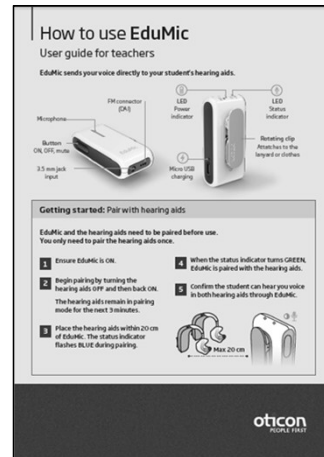 How to use EduMic
User guide for teachers
EduMic sends your voice directly to your student's hearing aids.
FM connector
(DAI)
Microphone
Button
ON, OFF, mute
3.5 mm jack
input
LED
Power
indicator
LED
Status
indicator
Rotating clip
Attatches to the
lanyard or clothes
Micro USB
charging
Getting started: Pair with hearing aids
EduMic and the hearing aids need to be paired before use.
You only need to pair the hearing aids once.
1 Ensure EduMic is ON.
2 Begin pairing by turning the
hearing aids OFF and then back ON.
The hearing aids remain in pairing
mode for the next 3 minutes.
3 Place the hearing aids within 20 cm
of EduMic. The status indicator
flashes BLUE during pairing.
4 When the status indicator turns GREEN,
EduMic is paired with the hearing aids.
5 Confirm the student can hear you voice
in both hearing aids through EduMic.
Max 20 cm
oticon
PEOPLE FIRST